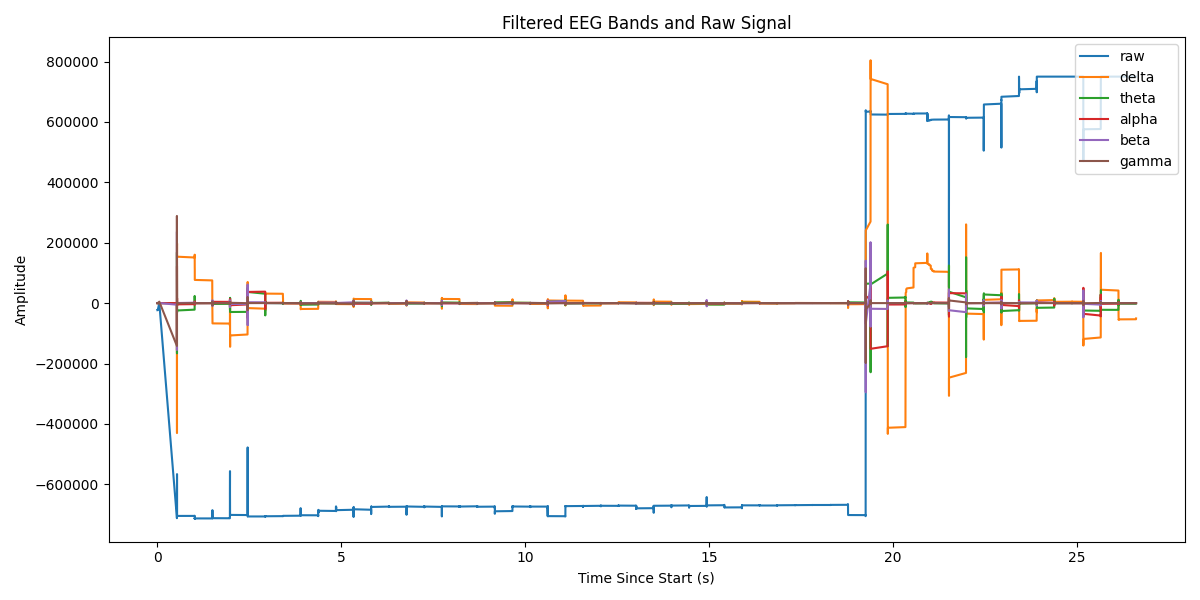 Filtered EEG Bands and Raw Signal
800000
600000
400000
200000
0
−200000
−400000
−600000
Amplitude
0
5
10
15
20
25
Time Since Start (s)
raw
delta
theta
alpha
beta
gamma